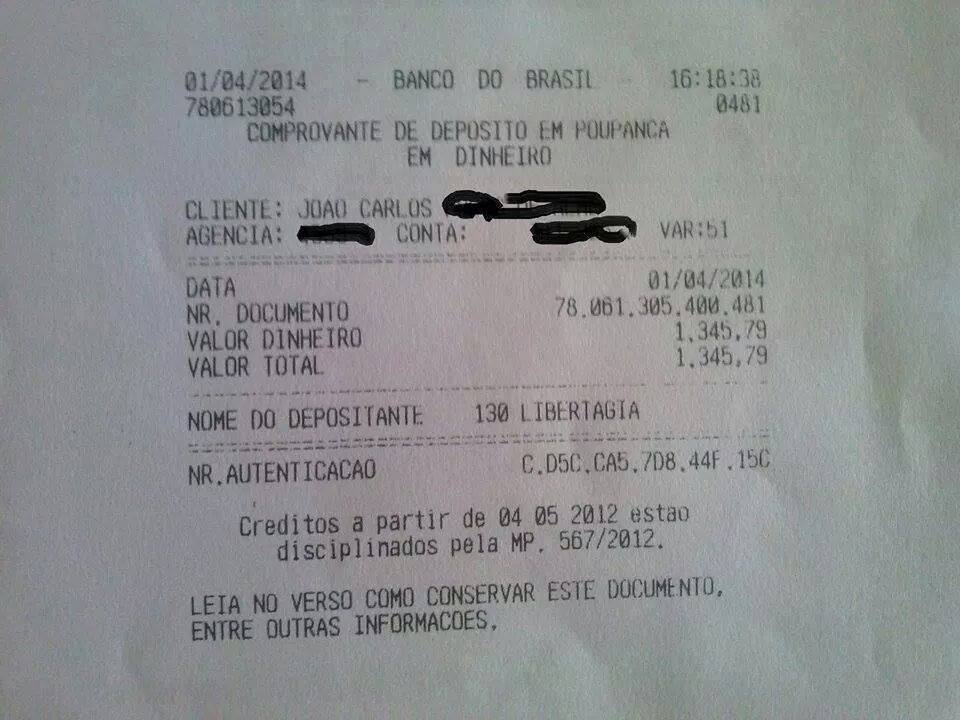 01/04/2014 - BANCO DO BRASIL - 16:18:38
780613054 0481
COMPROVANTE DE DEPOSITO EM POUPANCA
EM DINHEIRO
CLIENTE: JOAO CARLOS
AGENCIA: CONTA: VAR:51
DATA 01/04/2014
NR. DOCUMENTO 78.061.305.400.481
VALOR DINHEIRO 1.345,79
VALOR TOTAL 1.345,79
NOME DO DEPOSITANTE 130 LIBERTAGIA
NR.AUTENTICACAO C.D5C.CA5.7D8.44F.15C
Creditos a partir de 04 05 2012 estao
disciplinados pela MP. 567/2012.
LEIA NO VERSO COMO CONSERVAR ESTE DOCUMENTO,
ENTRE OUTRAS INFORMACOES.